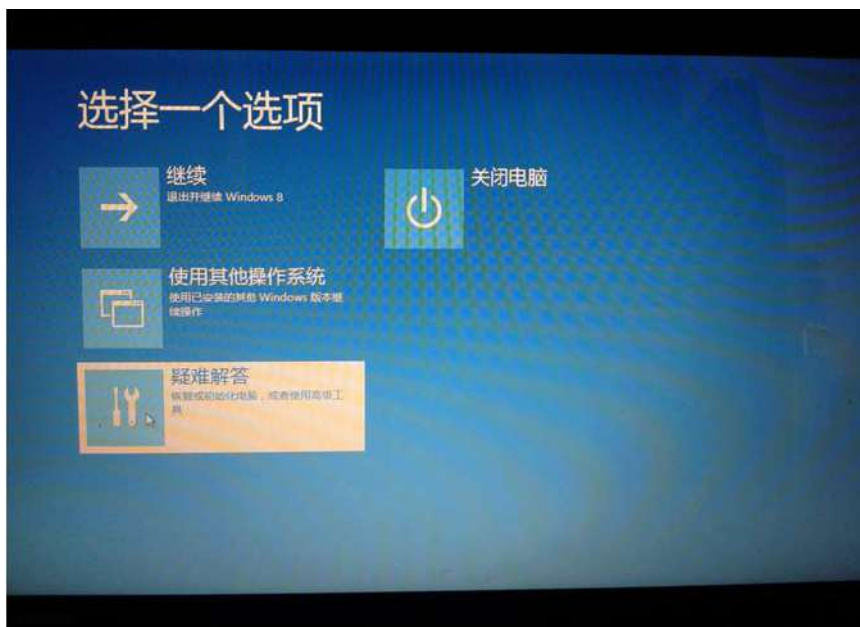 选择一个选项
继续
退出并继续 Windows 8
关闭电脑
使用其他操作系统
使用已安装的其他 Windows 版本继
续操作
疑难解答
恢复或初始化电脑，或者使用高级工
具